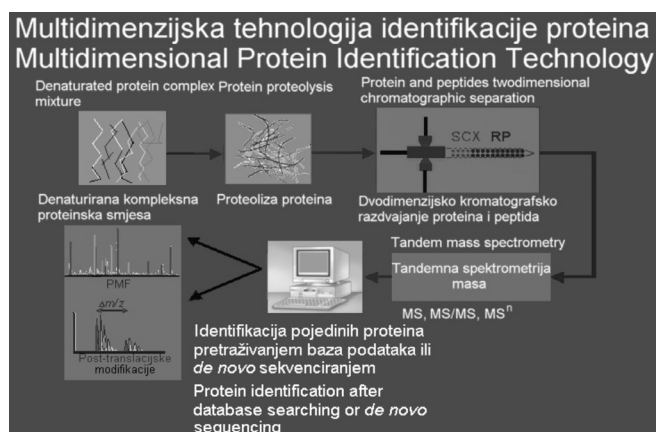 Multidimenzijska tehnologija identifikacije proteina
Multidimensional Protein Identification Technology
Denaturated protein complex
mixture
Protein proteolysis
Protein and peptides twodimensional
chromatographic separation
SCX RP
Denaturirana kompleksna
proteinska smjesa
Proteoliza proteina
Dvodimenzijsko kromatografsko
razdvajanje proteina i peptida
Tandem mass spectrometry
Tandemna spektrometrija
masa
MS, MS/MS, MSⁿ
PMF
Δm/z
Post-translacijske
modifikacije
Identifikacija pojedinih proteina
pretraživanjem baza podataka ili
de novo sekvenciranjem
Protein identification after
database searching or de novo
sequencing